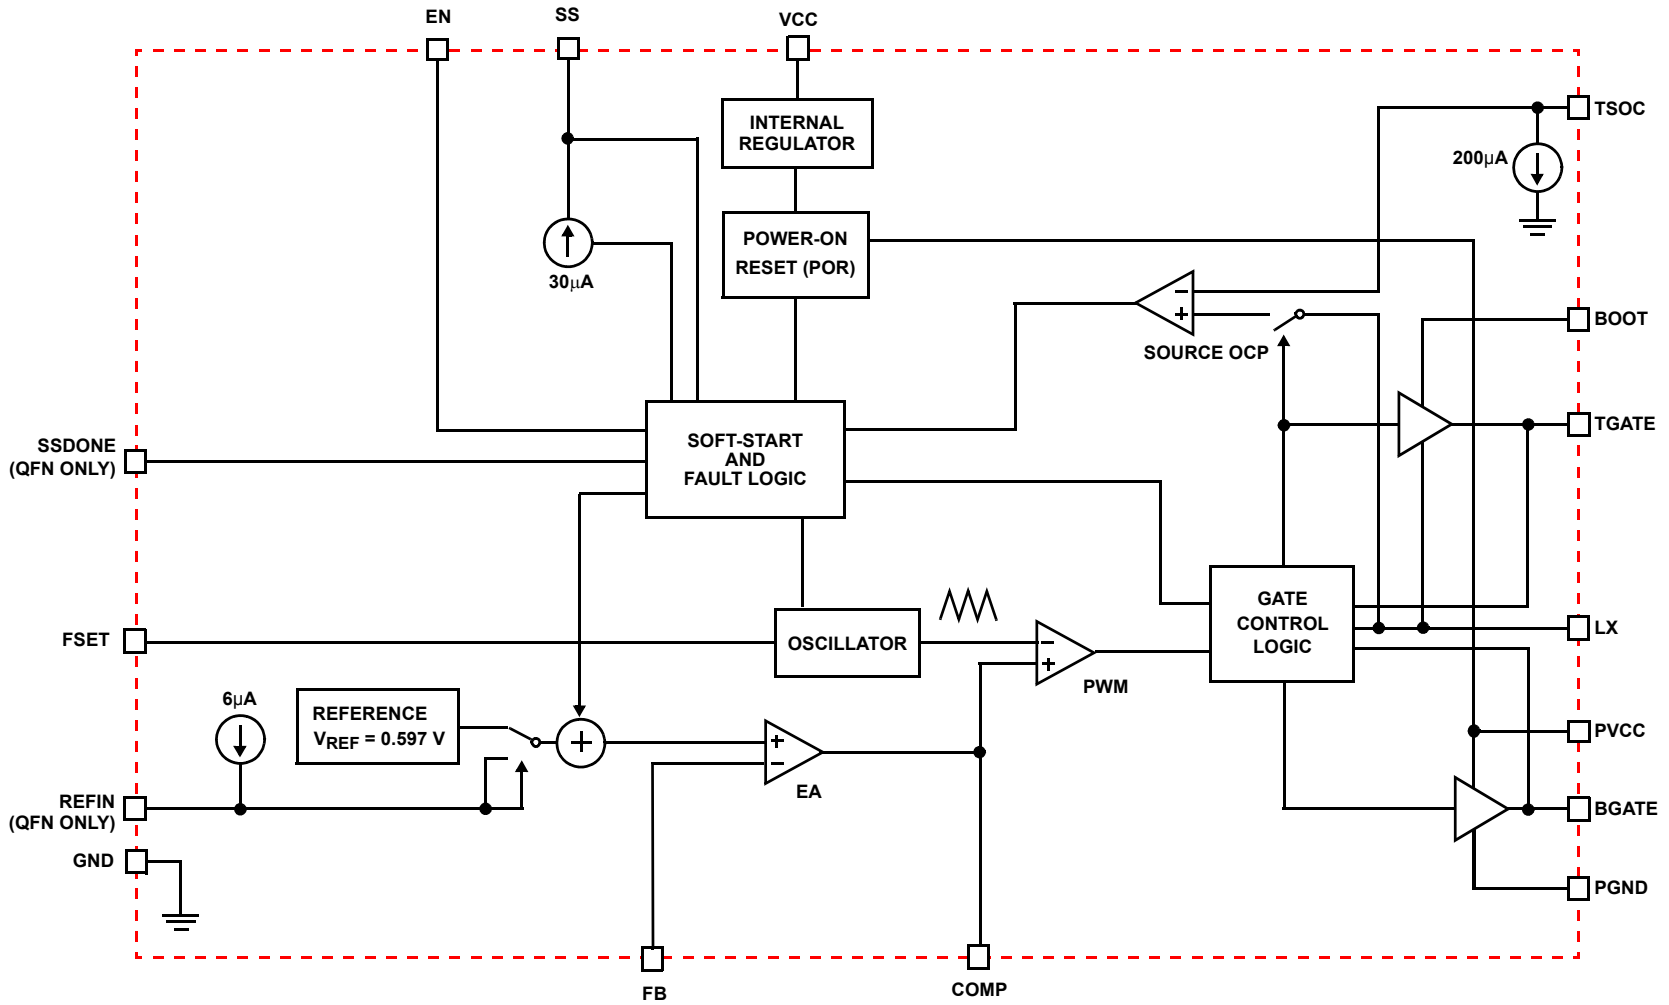 EN
SS
VCC
TSOC
INTERNAL
REGULATOR
200μA
POWER-ON
RESET (POR)
30μA
−
+
SOURCE OCP
BOOT
TGATE
SSDONE
(QFN ONLY)
SOFT-START
AND
FAULT LOGIC
GATE
CONTROL
LOGIC
FSET
OSCILLATOR
−
+
PWM
LX
6μA
REFERENCE
VREF = 0.597 V
+
+
−
EA
PVCC
REFIN
(QFN ONLY)
BGATE
GND
PGND
FB
COMP